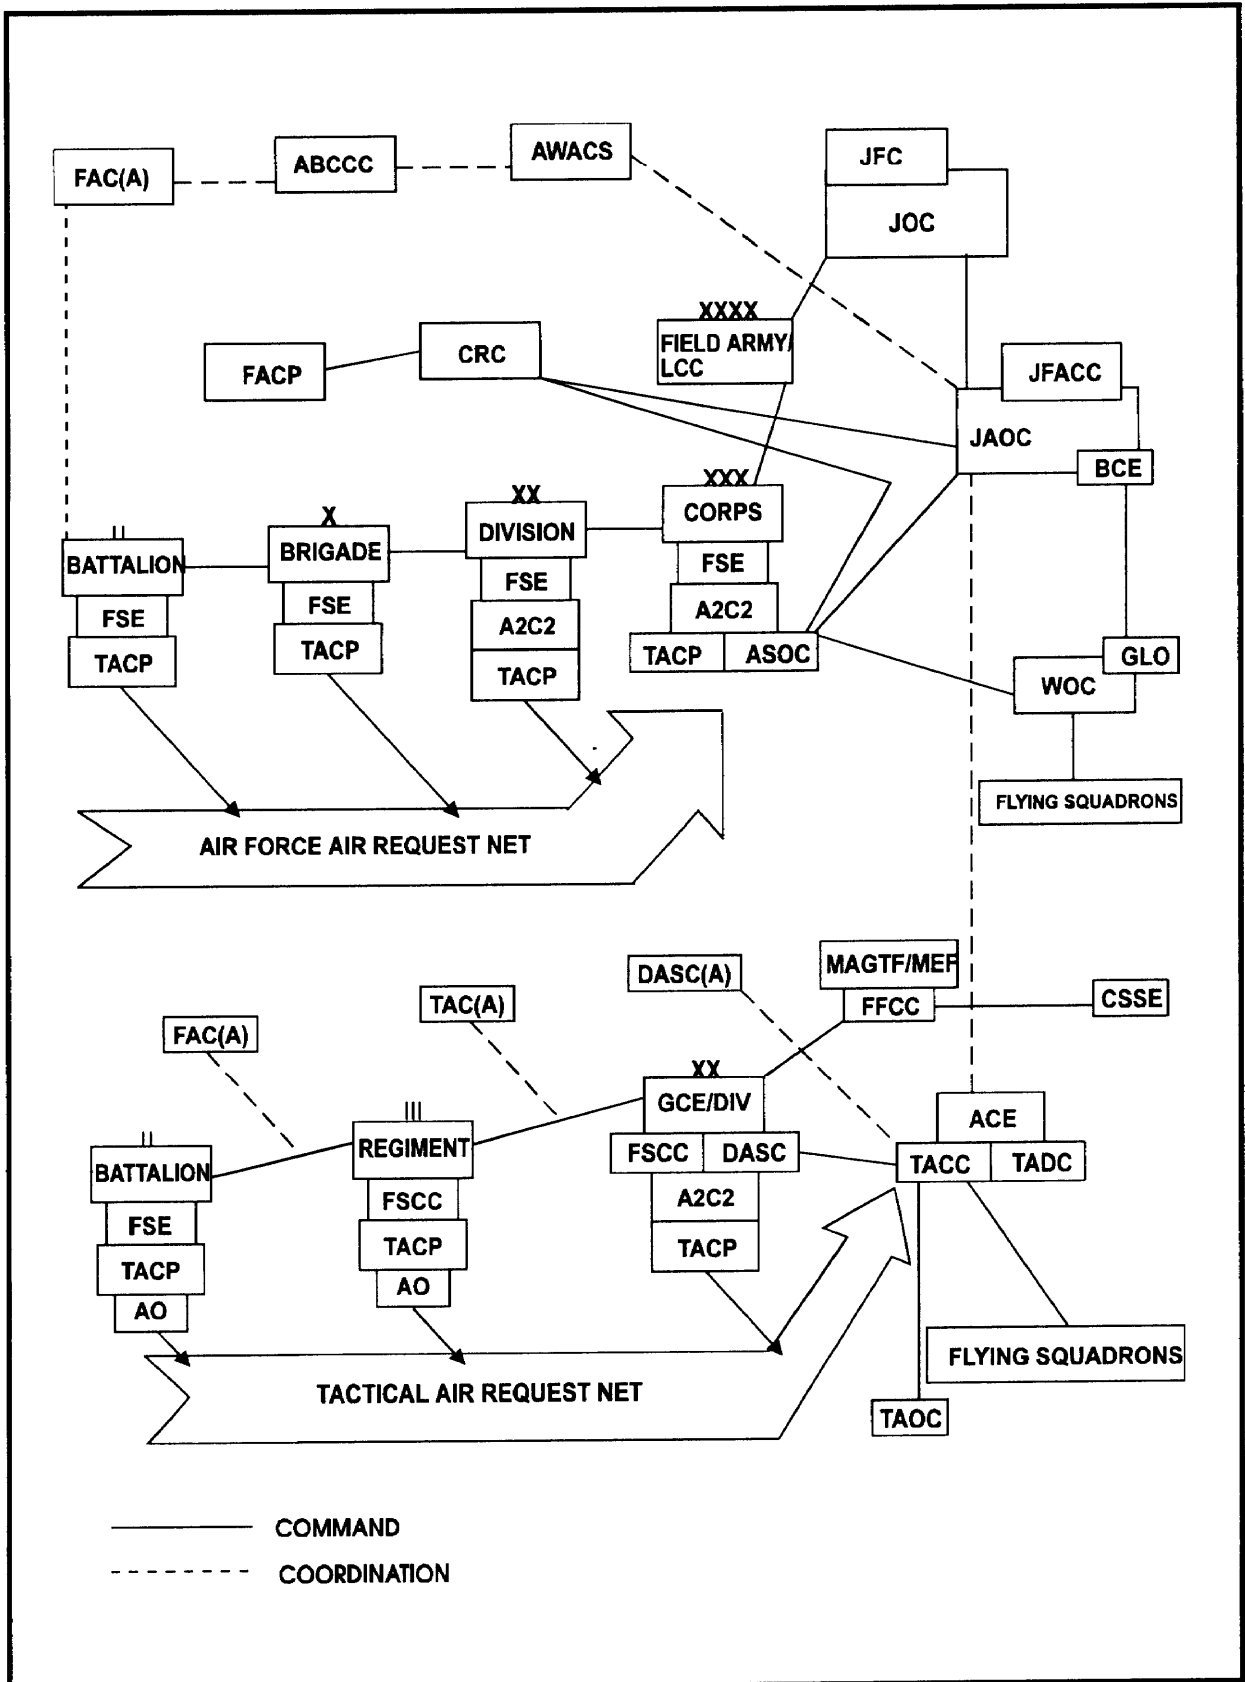 FAC(A)
ABCCC
AWACS
JFC
JOC
XXXX
FIELD ARMY/
LCC
FACP
CRC
JFACC
JAOC
BCE
II
BATTALION
FSE
TACP
X
BRIGADE
FSE
TACP
XX
DIVISION
FSE
A2C2
TACP
XXX
CORPS
FSE
A2C2
TACP
ASOC
GLO
WOC
FLYING SQUADRONS
AIR FORCE AIR REQUEST NET
DASC(A)
MAGTF/MEF
FFCC
CSSE
TAC(A)
FAC(A)
XX
GCE/DIV
FSCC
DASC
A2C2
TACP
ACE
TACC
TADC
III
REGIMENT
FSCC
TACP
AO
II
BATTALION
FSE
TACP
AO
FLYING SQUADRONS
TAOC
TACTICAL AIR REQUEST NET
COMMAND
COORDINATION